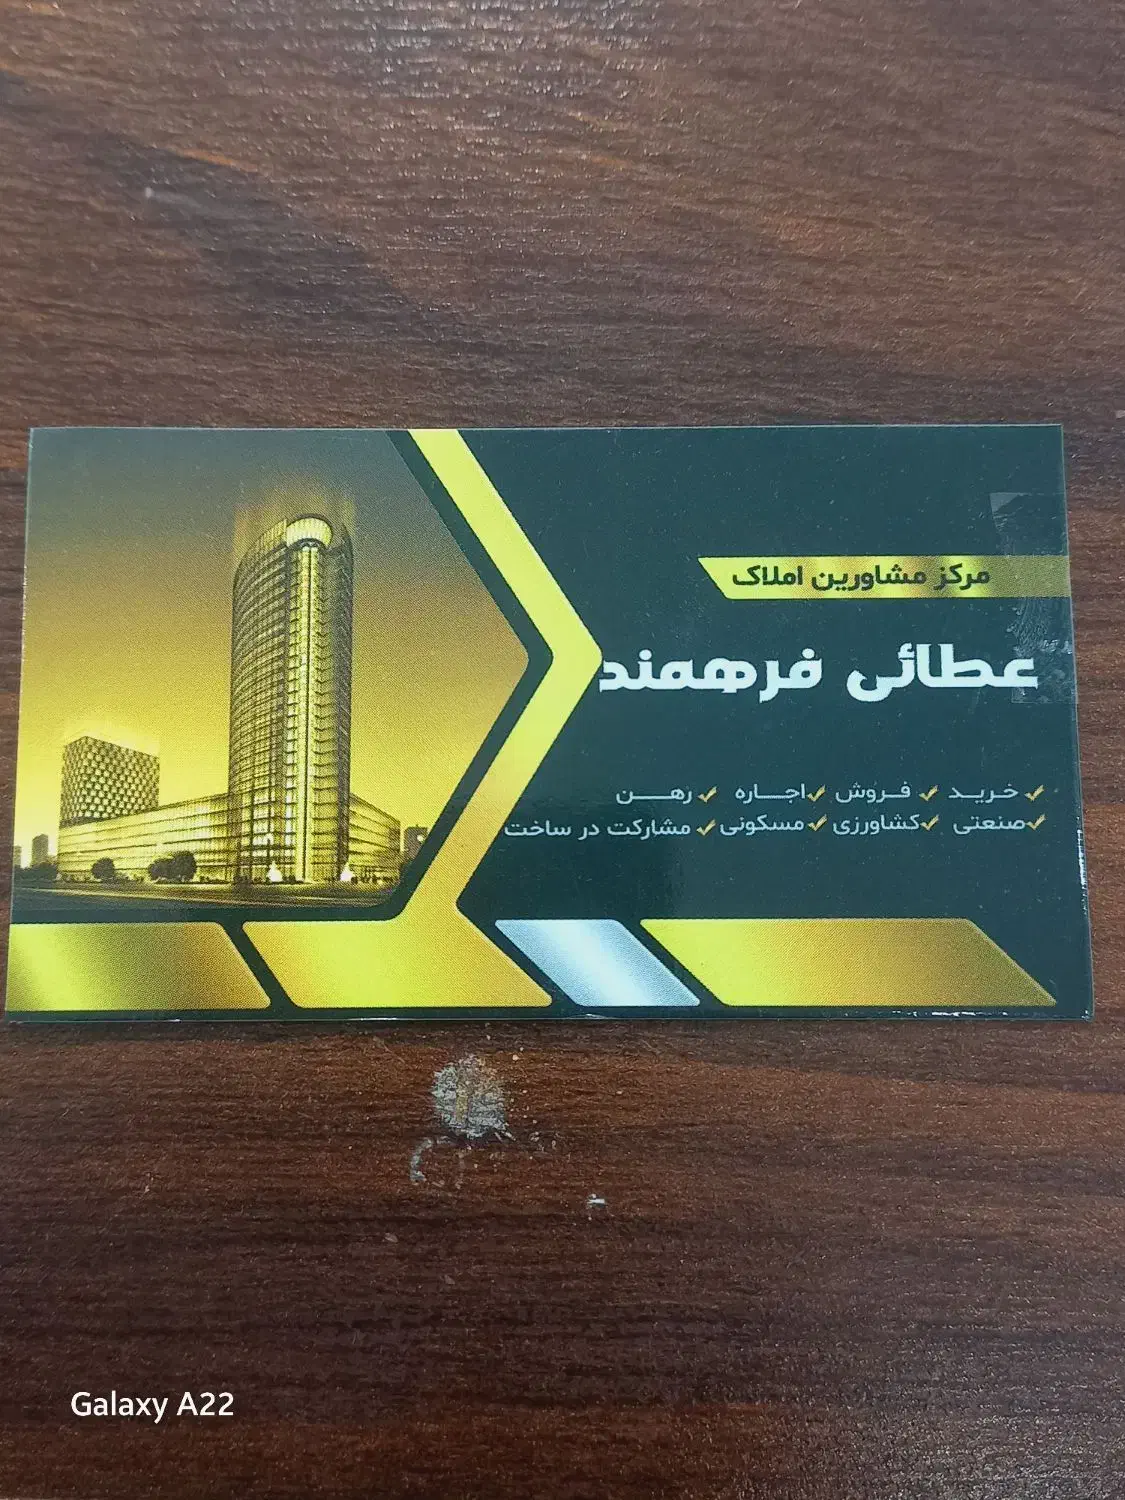 مرکز مشاورین املاک
عطائی فرهمند
✓ خرید ✓ فروش ✓ اجاره ✓ رهن
✓ صنعتی ✓ کشاورزی ✓ مسکونی ✓ مشارکت در ساخت
Galaxy A22